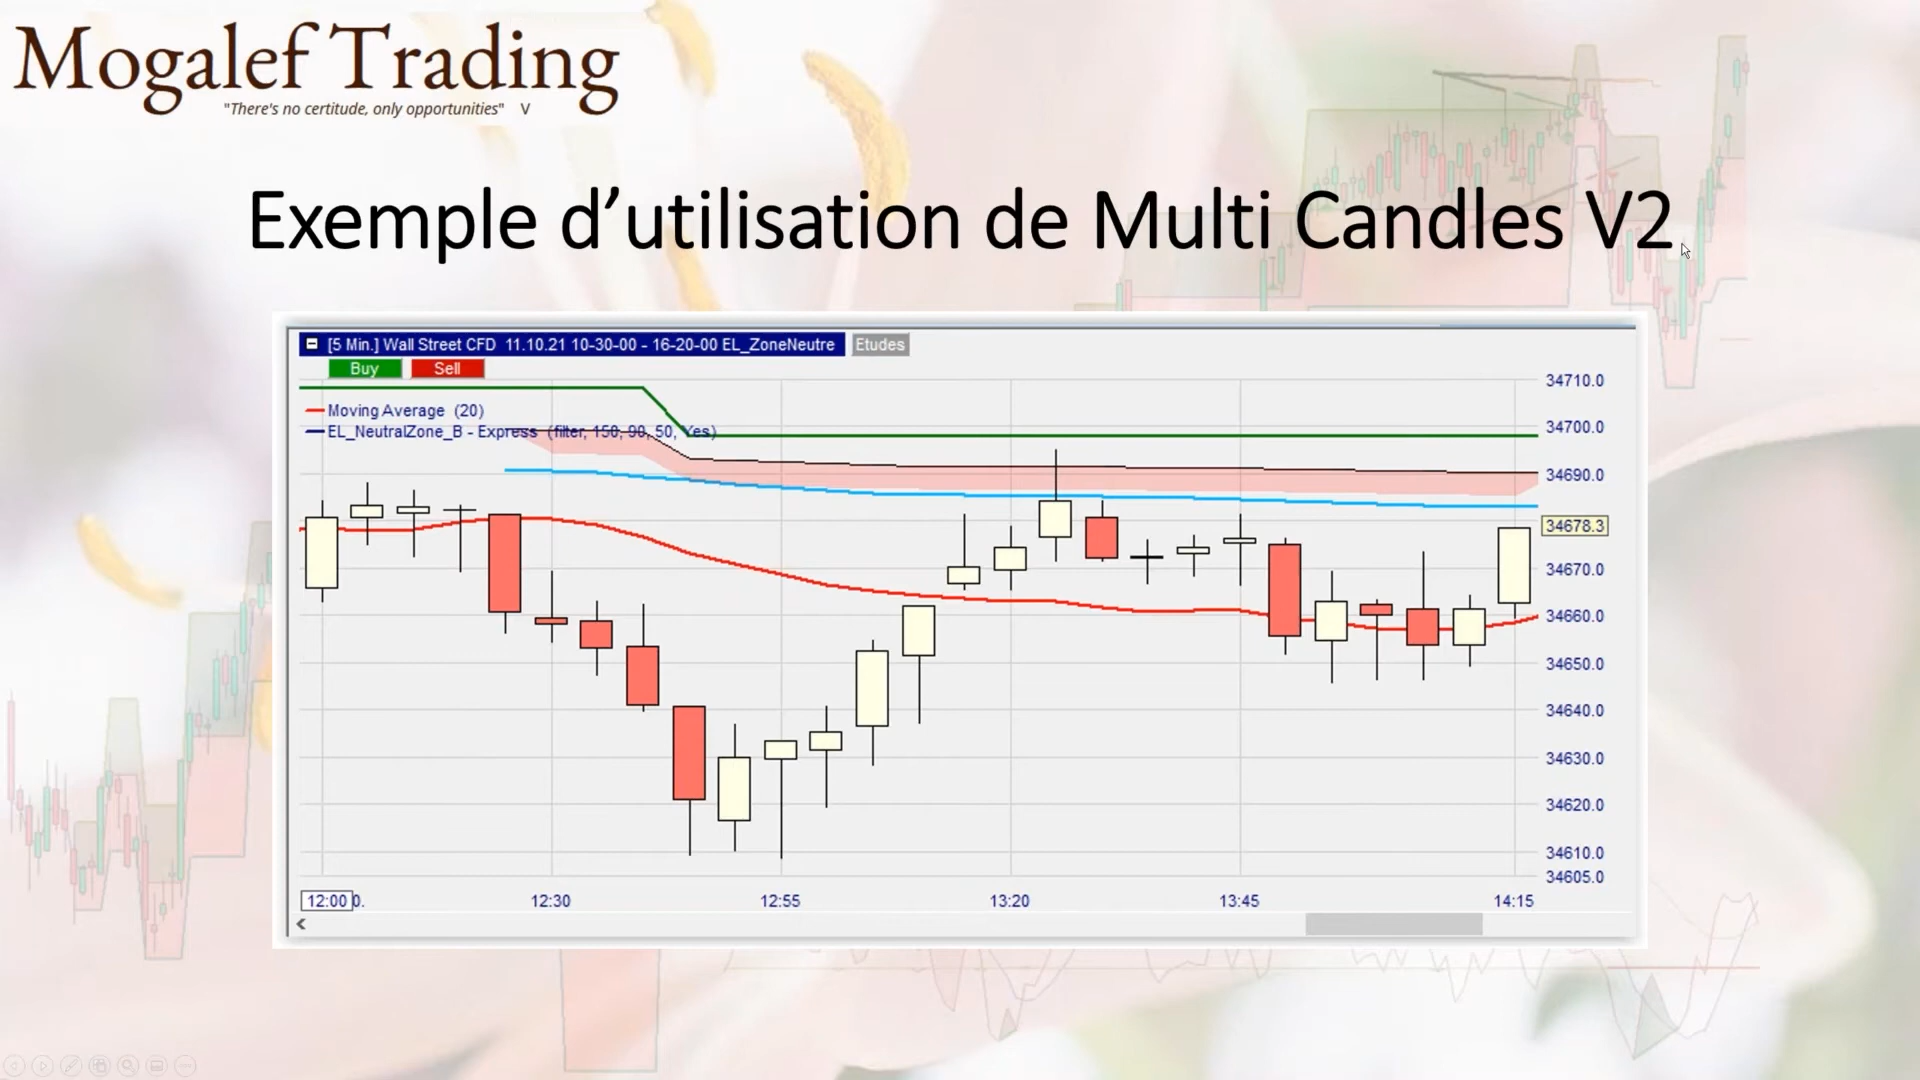 Mogalef Trading
"There's no certitude, only opportunities" V
Exemple d’utilisation de Multi Candles V2
[5 Min.] Wall Street CFD 11.10.21 10-30-00 - 16-20-00 EL_ZoneNeutre Etudes
Buy Sell
Moving Average (20)
EL_NeutralZone_B - Express (filter, 150, 90, 50, Yes)
34710.0
34700.0
34690.0
34678.3
34670.0
34660.0
34650.0
34640.0
34630.0
34620.0
34610.0
34605.0
12:00 0. 12:30 12:55 13:20 13:45 14:15